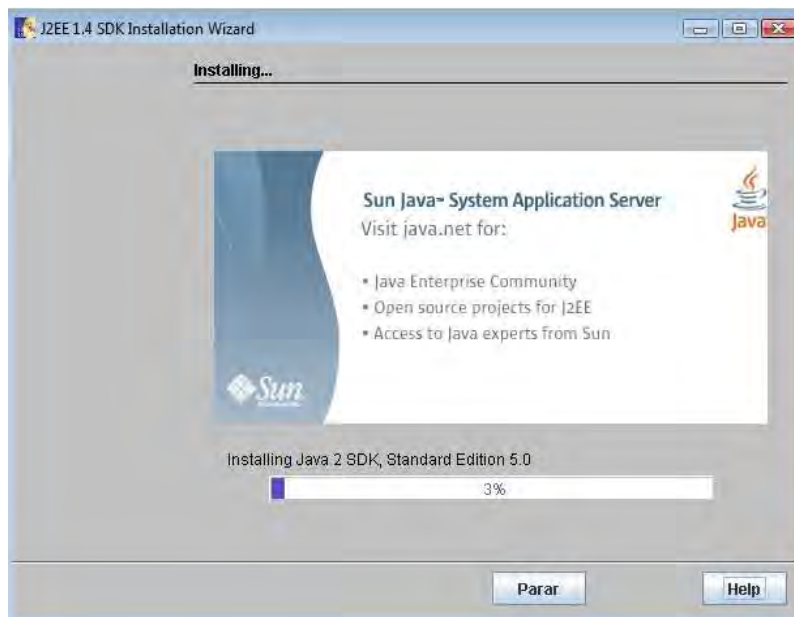 J2EE 1.4 SDK Installation Wizard
Installing...
Sun Java™ System Application Server
Visit java.net for:
• Java Enterprise Community
• Open source projects for J2EE
• Access to Java experts from Sun
Java
Sun
Installing Java 2 SDK, Standard Edition 5.0
3%
Parar
Help